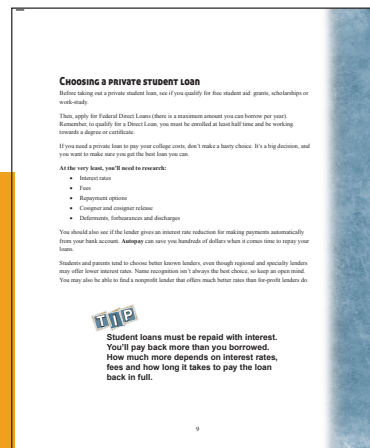 Choosing a private student loan
Before taking out a private student loan, see if you qualify for free student aid: grants, scholarships or
work-study.
Then, apply for Federal Direct Loans (there is a maximum amount you can borrow per year).
Remember, to qualify for a Direct Loan, you must be enrolled at least half time and be working
towards a degree or certificate.
If you need a private loan to pay your college costs, don't make a hasty choice. It's a big decision, and
you want to make sure you get the best loan you can.
At the very least, you'll need to research:
• Interest rates
• Fees
• Repayment options
• Cosigner and cosigner release
• Deferments, forbearances and discharges
You should also see if the lender gives an interest rate reduction for making payments automatically
from your bank account. Autopay can save you hundreds of dollars when it comes time to repay your
loans.
Students and parents tend to choose better known lenders, even though regional and specialty lenders
may offer lower interest rates. Name recognition isn't always the best choice, so keep an open mind.
You may also be able to find a nonprofit lender that offers much better rates than for-profit lenders do.
TIP
Student loans must be repaid with interest.
You'll pay back more than you borrowed.
How much more depends on interest rates,
fees and how long it takes to pay the loan
back in full.
9